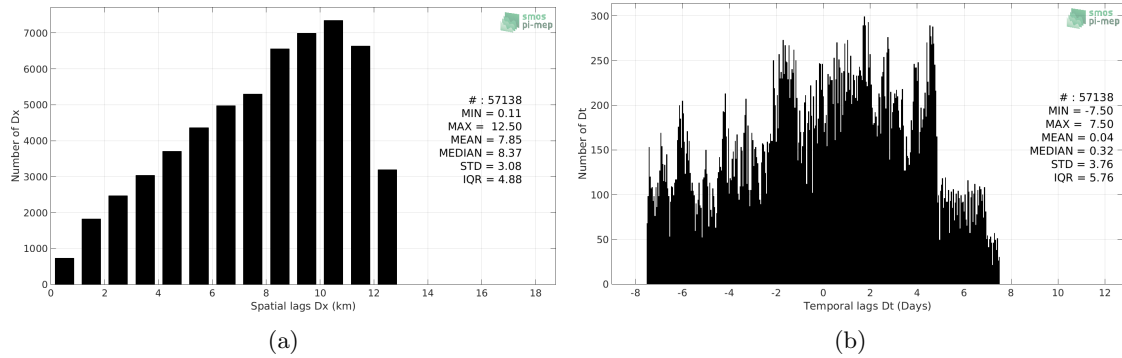 smos
pi-mep
7000
6000
5000
4000
3000
2000
1000
0
Number of Dx
# : 57138
MIN = 0.11
MAX = 12.50
MEAN = 7.85
MEDIAN = 8.37
STD = 3.08
IQR = 4.88
0 2 4 6 8 10 12 14 16 18
Spatial lags Dx (km)
(a)
smos
pi-mep
300
250
200
150
100
50
0
Number of Dt
# : 57138
MIN = -7.50
MAX = 7.50
MEAN = 0.04
MEDIAN = 0.32
STD = 3.76
IQR = 5.76
-8 -6 -4 -2 0 2 4 6 8 10 12
Temporal lags Dt (Days)
(b)